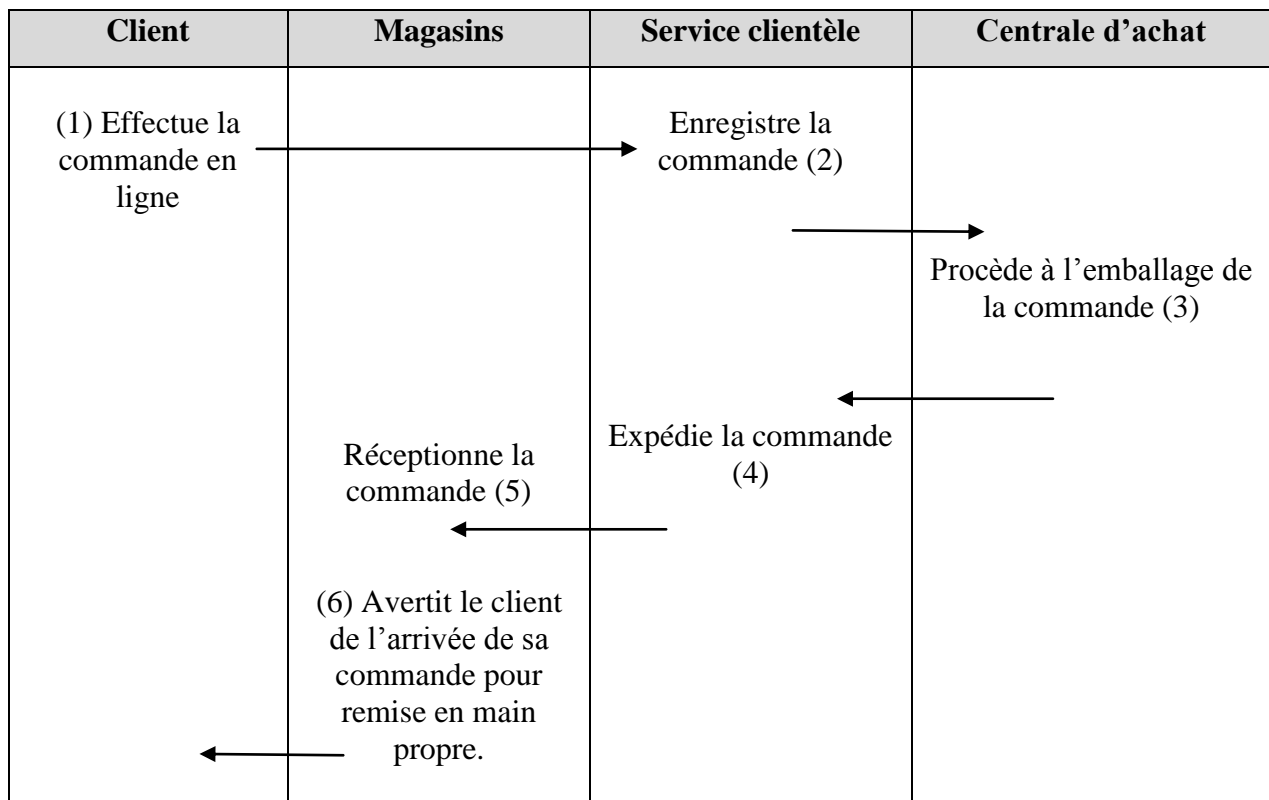 Client
Magasins
Service clientèle
Centrale d’achat
(1) Effectue la
commande en
ligne
Enregistre la
commande (2)
Procède à l’emballage de
la commande (3)
Expédie la commande
(4)
Réceptionne la
commande (5)
(6) Avertit le client
de l’arrivée de sa
commande pour
remise en main
propre.